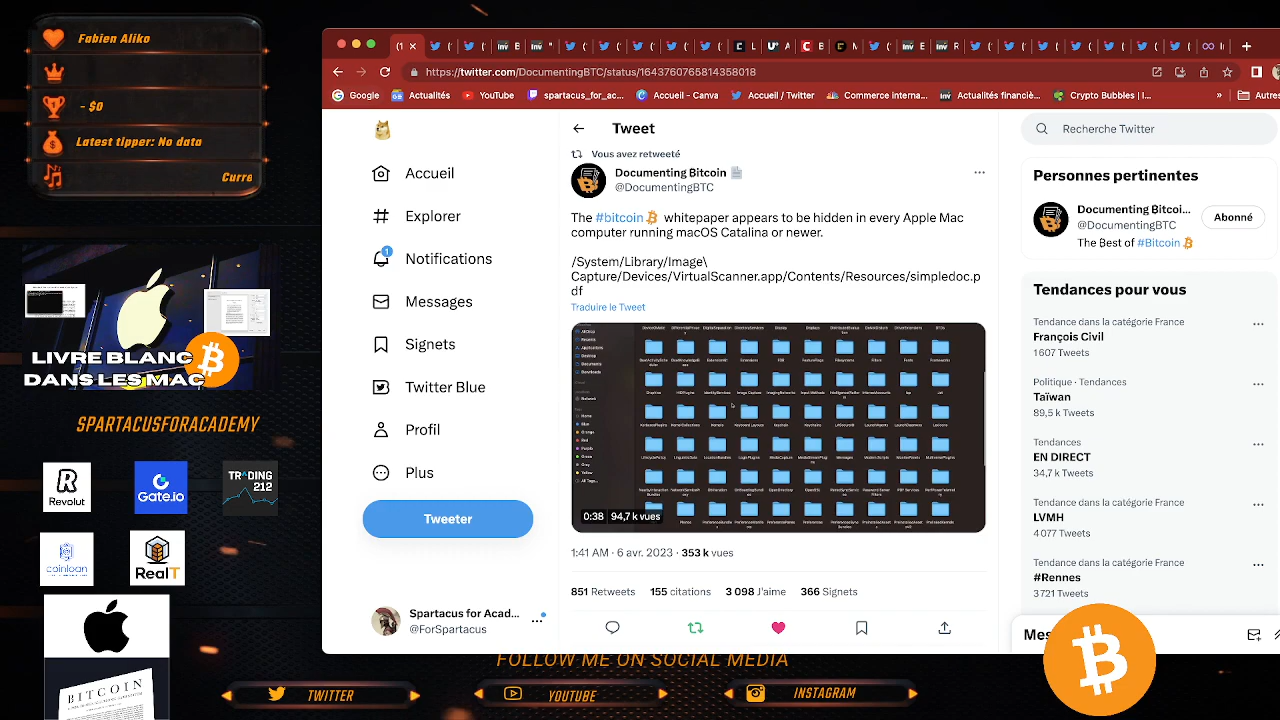 Fabien Aliko
- $0
Latest tipper: No data
Curre
LIVRE BLANC
DANS LES MAC
SPARTACUSFORACADEMY
Revolut
Gate.io
TRADING
212
coinloan
RealT
BITCOIN
https://twitter.com/DocumentingBTC/status/1643760765814358018
Google
Actualités
YouTube
spartacus_for_ac...
Accueil - Canva
Accueil / Twitter
Commerce interna...
Actualités financiè...
Crypto Bubbles | I...
»
Autres
Accueil
Explorer
1
Notifications
Messages
Signets
Twitter Blue
Profil
Plus
Tweeter
Spartacus for Acad...
@ForSpartacus
Tweet
Vous avez retweeté
Documenting Bitcoin
@DocumentingBTC
The #bitcoin whitepaper appears to be hidden in every Apple Mac
computer running macOS Catalina or newer.
/System/Library/Image\
Capture/Devices/VirtualScanner.app/Contents/Resources/simpledoc.p
df
Traduire le Tweet
0:38 94,7k vues
1:41 AM · 6 avr. 2023 · 353 k vues
851 Retweets 155 citations 3 098 J'aime 366 Signets
Recherche Twitter
Personnes pertinentes
Documenting Bitcoi...
@DocumentingBTC
Abonné
The Best of #Bitcoin
Tendances pour vous
Tendance dans la catégorie France
François Civil
1 607 Tweets
Politique · Tendances
Taïwan
89,5 k Tweets
Tendances
EN DIRECT
34,7 k Tweets
Tendance dans la catégorie France
LVMH
4 077 Tweets
Tendance dans la catégorie France
#Rennes
3 721 Tweets
Mes
FOLLOW ME ON SOCIAL MEDIA
TWITTER
YOUTUBE
INSTAGRAM